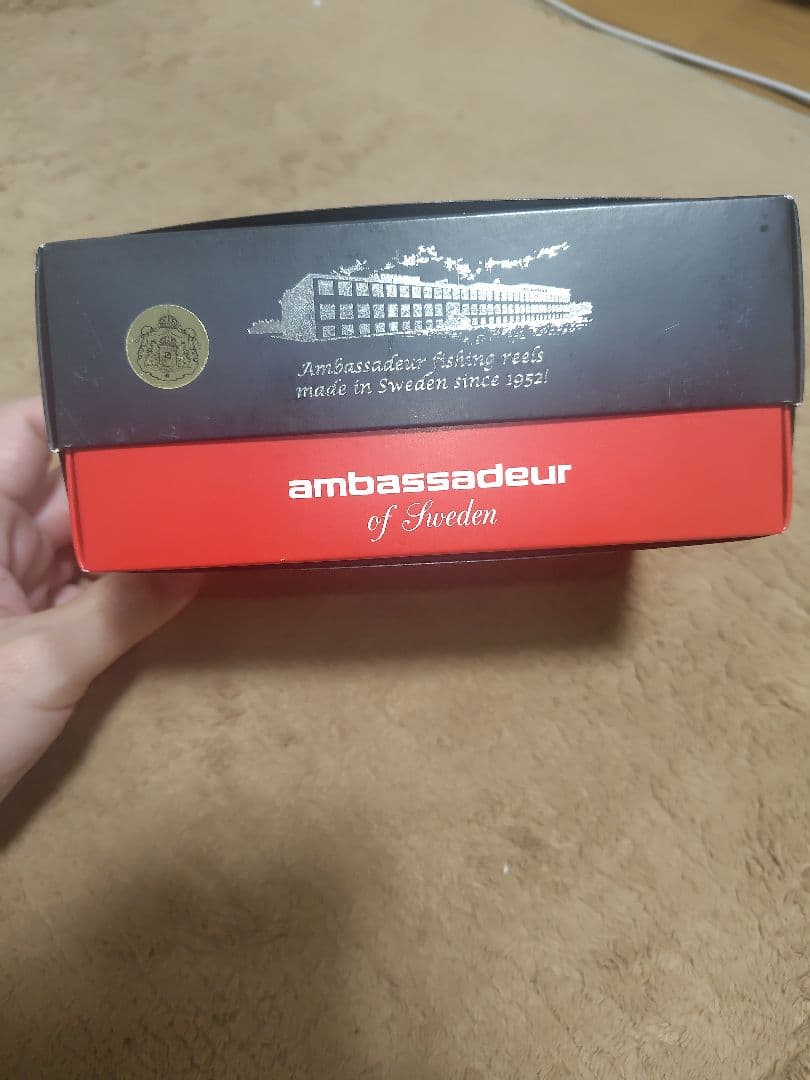 Ambassadeur fishing reels
made in Sweden since 1952!
ambassadeur
of Sweden